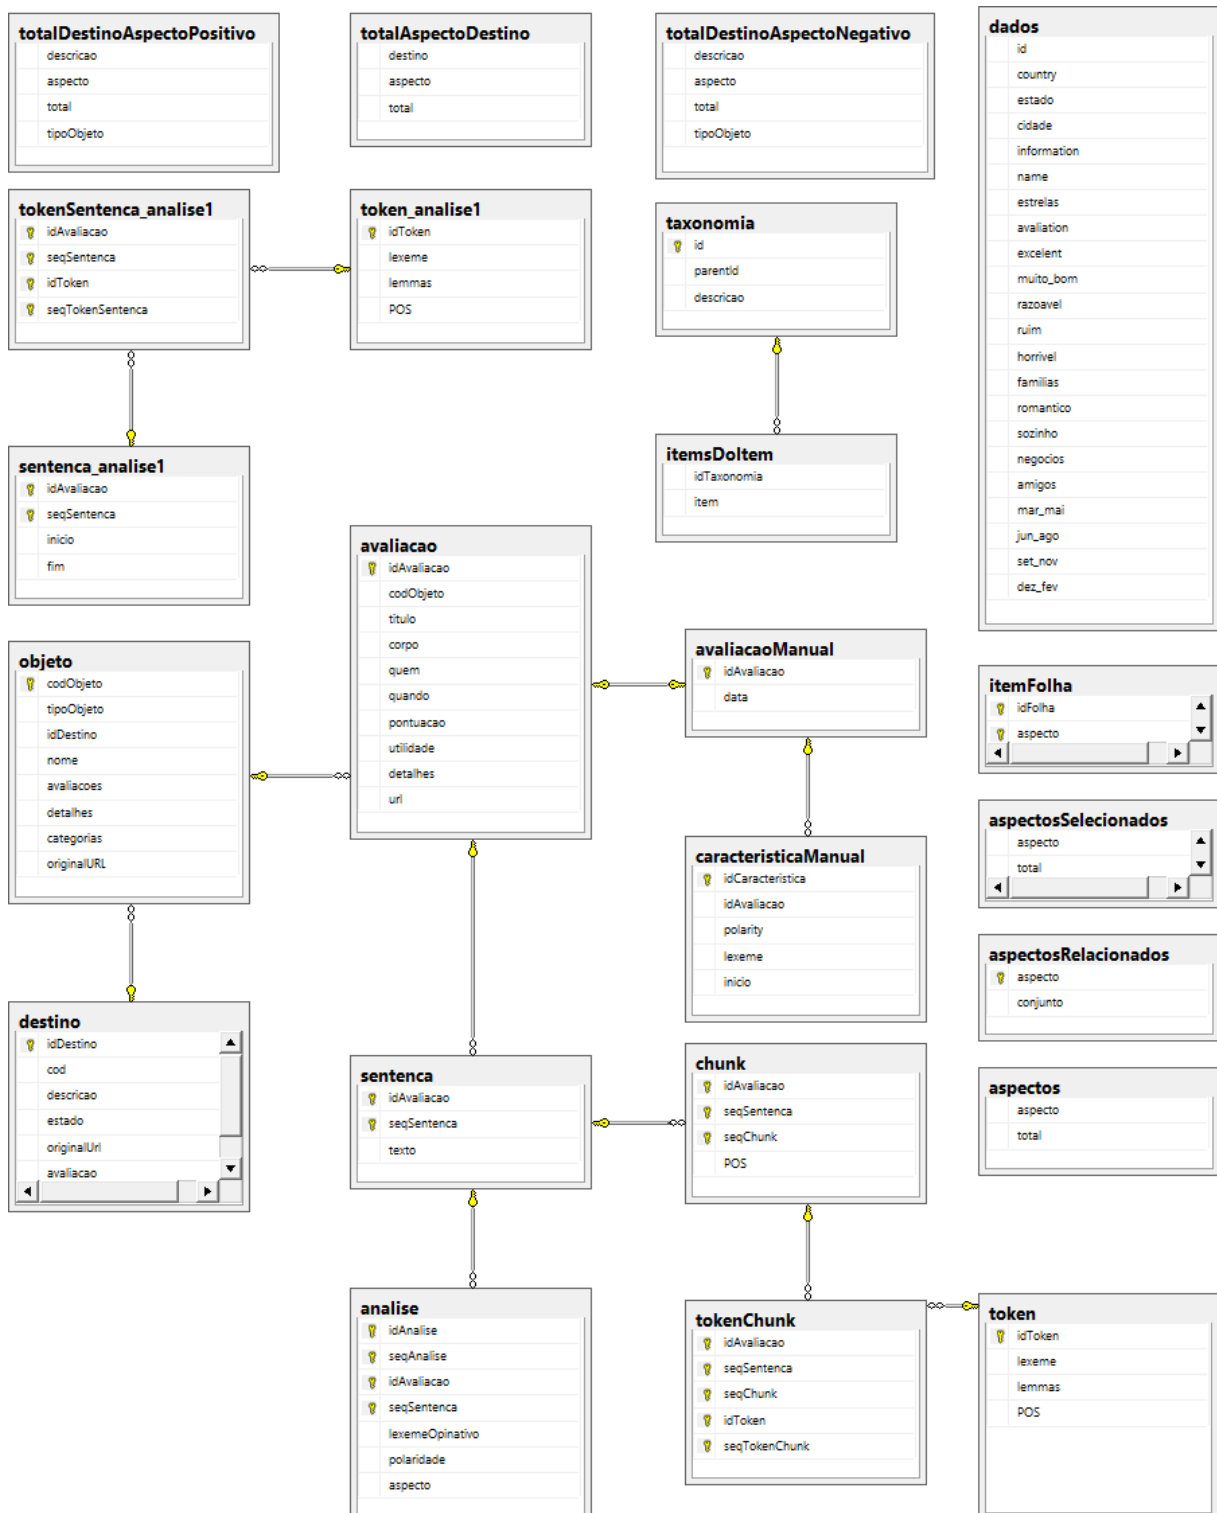 totalDestinoAspectoPositivo
descricao
aspecto
total
tipoObjeto
totalAspectoDestino
destino
aspecto
total
totalDestinoAspectoNegativo
descricao
aspecto
total
tipoObjeto
dados
id
country
estado
cidade
information
name
estrelas
avaliation
excelent
muito_bom
razoavel
ruim
horrivel
familias
romantico
sozinho
negocios
amigos
mar_mai
jun_ago
set_nov
dez_fev
tokenSentenca_analise1
idAvaliacao
seqSentenca
idToken
seqTokenSentenca
token_analise1
idToken
lexeme
lemmas
POS
taxonomia
id
parentId
descricao
sentenca_analise1
idAvaliacao
seqSentenca
inicio
fim
itemsDoItem
idTaxonomia
item
avaliacao
idAvaliacao
codObjeto
titulo
corpo
quem
quando
pontuacao
utilidade
detalhes
url
avaliacaoManual
idAvaliacao
data
objeto
codObjeto
tipoObjeto
idDestino
nome
avaliacoes
detalhes
categorias
originalURL
itemFolha
idFolha
aspecto
aspectosSelecionados
aspecto
total
caracteristicaManual
idCaracteristica
idAvaliacao
polarity
lexeme
inicio
aspectosRelacionados
aspecto
conjunto
destino
idDestino
cod
descricao
estado
originalUrl
avaliacao
sentenca
idAvaliacao
seqSentenca
texto
chunk
idAvaliacao
seqSentenca
seqChunk
POS
aspectos
aspecto
total
analise
idAnalise
seqAnalise
idAvaliacao
seqSentenca
lexemeOpinativo
polaridade
aspecto
tokenChunk
idAvaliacao
seqSentenca
seqChunk
idToken
seqTokenChunk
token
idToken
lexeme
lemmas
POS